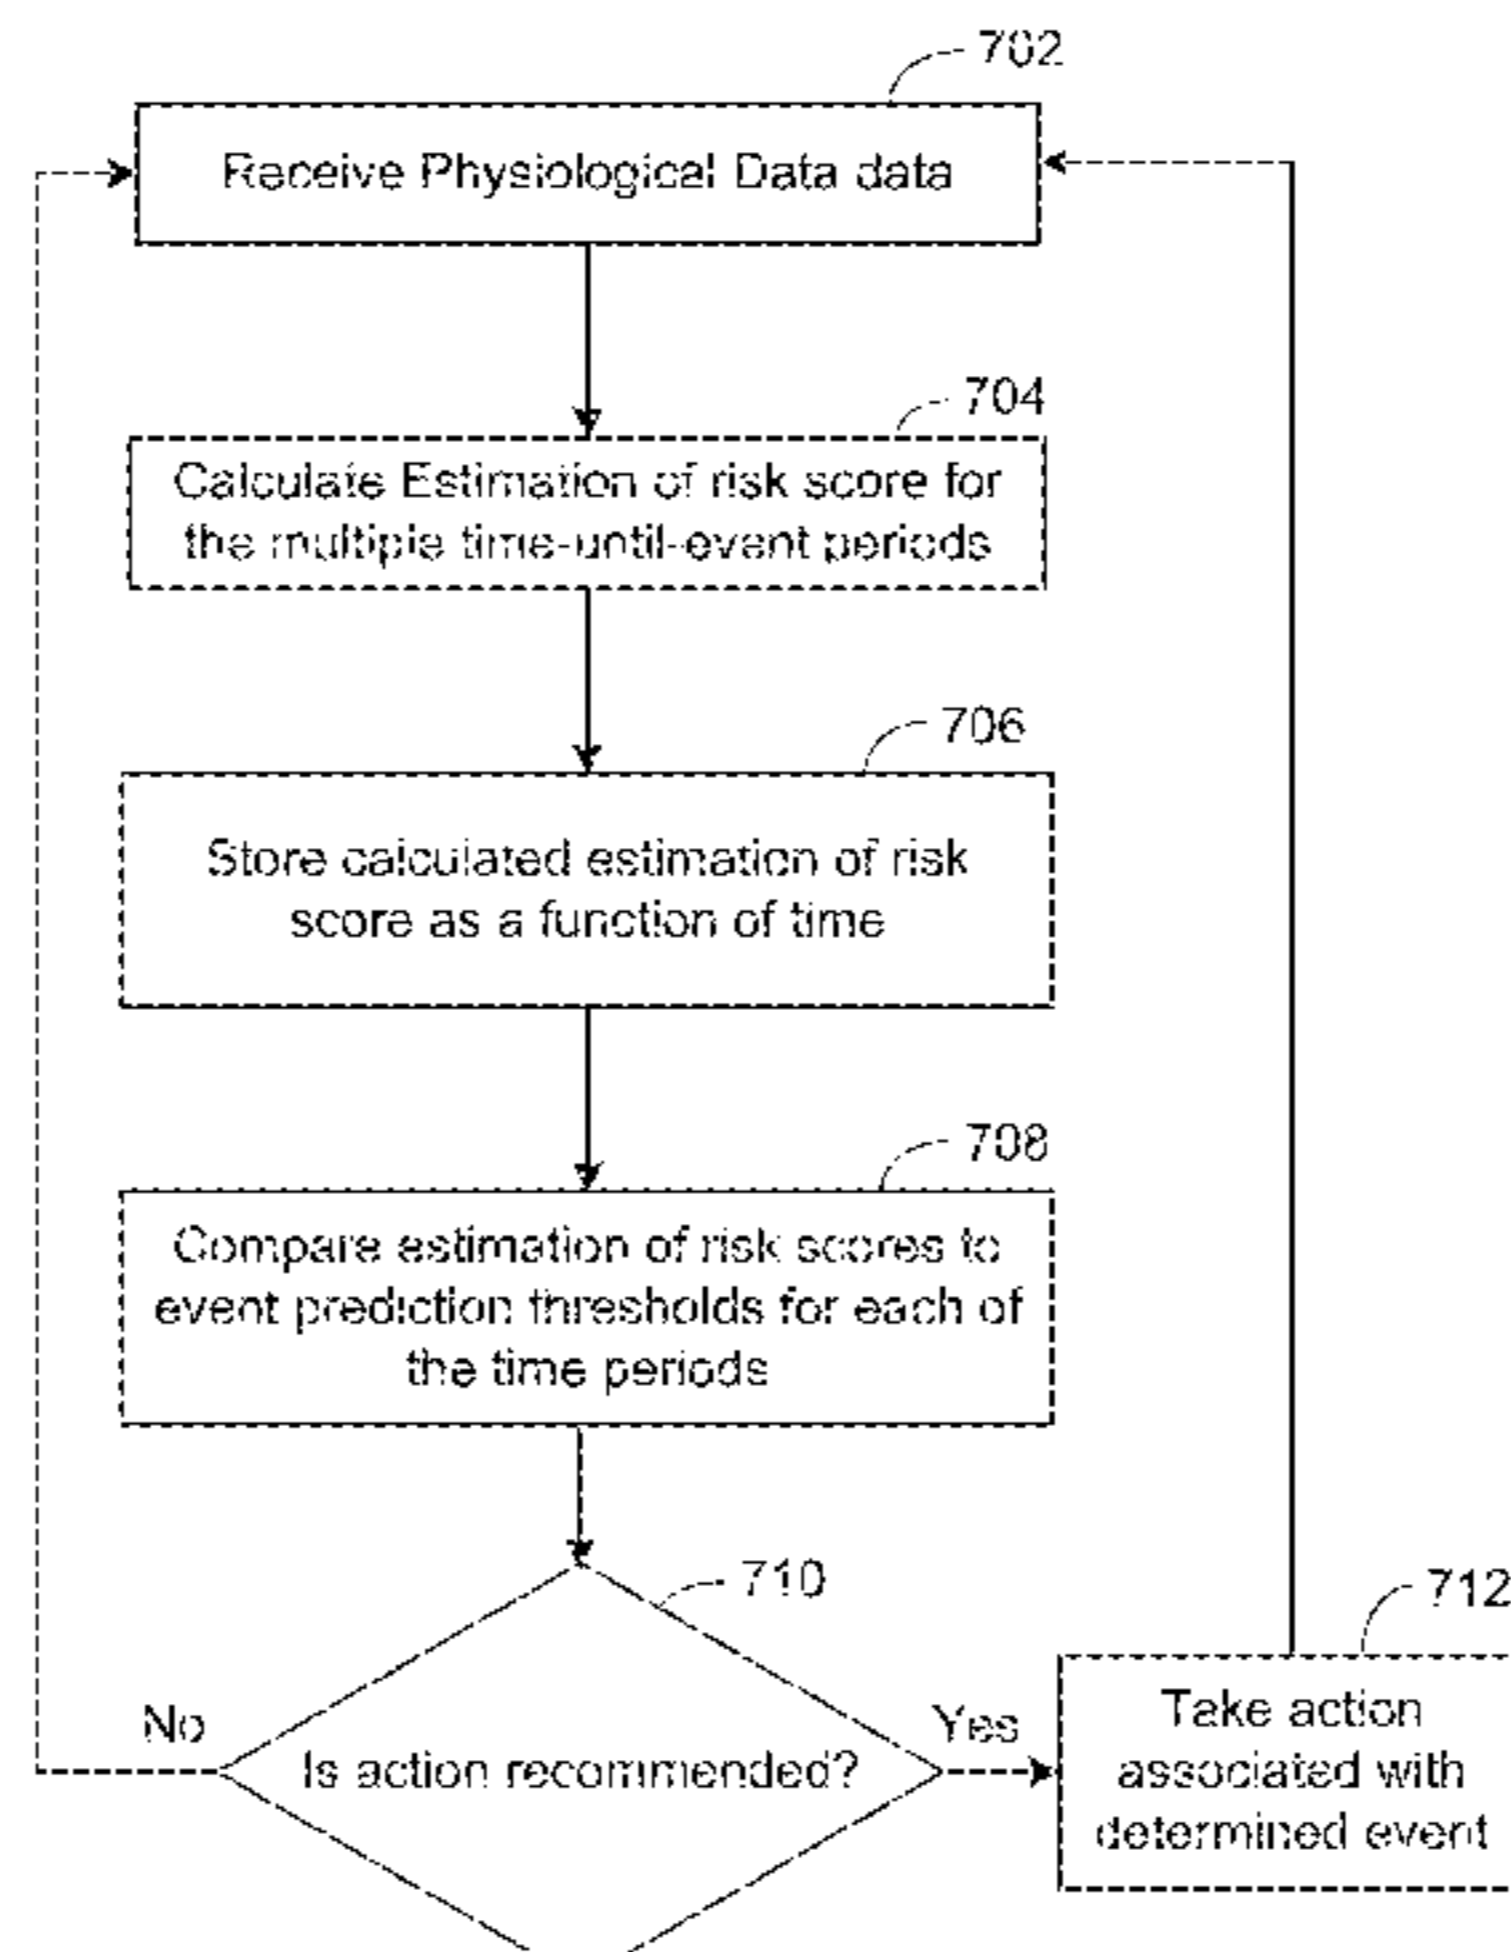 702
Receive Physiological Data data
704
Calculate Estimation of risk score for
the multiple time-until-event periods
706
Store calculated estimation of risk
score as a function of time
708
Compare estimation of risk scores to
event prediction thresholds for each of
the time periods
710
No
Is action recommended?
Yes
712
Take action
associated with
determined event